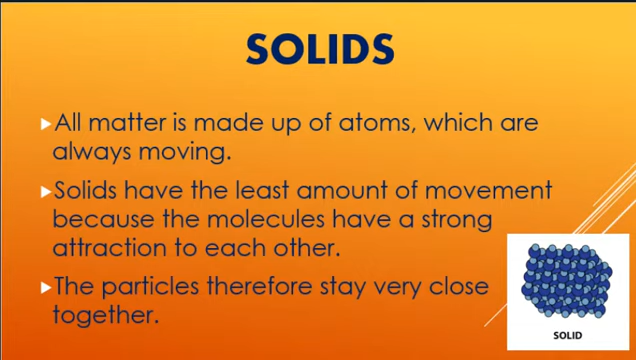 SOLIDS
All matter is made up of atoms, which are
always moving.
Solids have the least amount of movement
because the molecules have a strong
attraction to each other.
The particles therefore stay very close
together.
SOLID